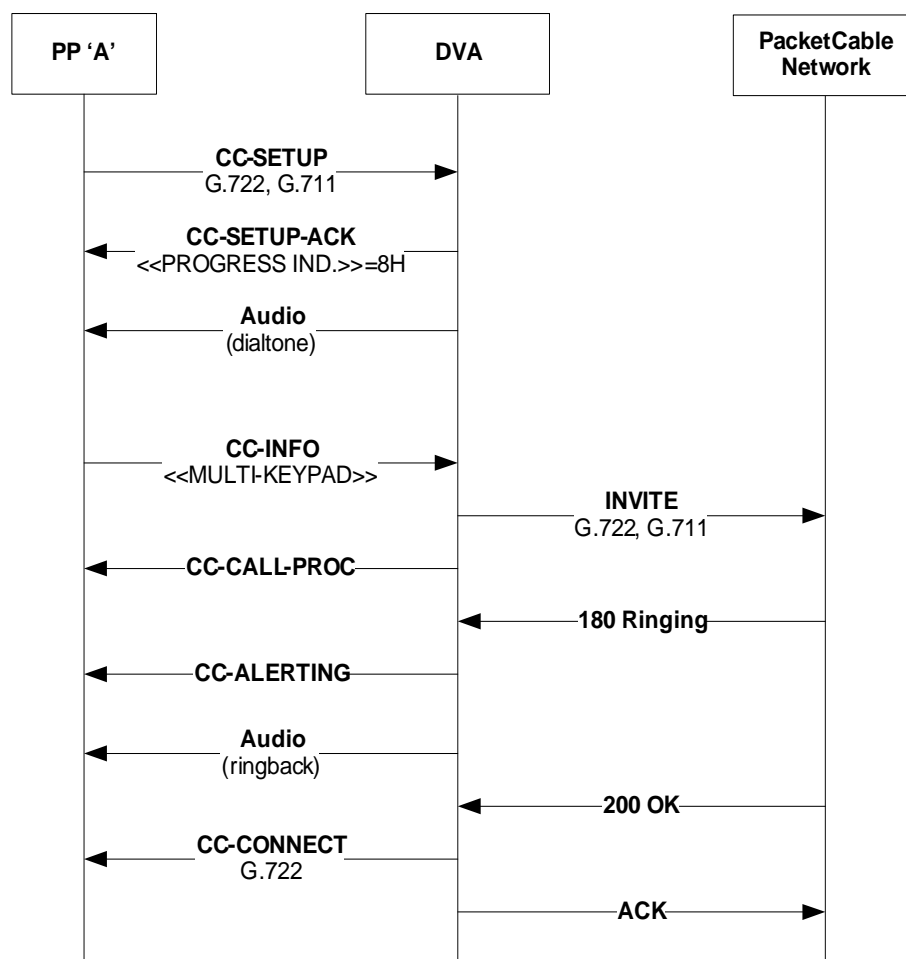 PP ‘A’
DVA
PacketCable
Network
CC-SETUP
G.722, G.711
CC-SETUP-ACK
<<PROGRESS IND.>>=8H
Audio
(dialtone)
CC-INFO
<<MULTI-KEYPAD>>
INVITE
G.722, G.711
CC-CALL-PROC
180 Ringing
CC-ALERTING
Audio
(ringback)
200 OK
CC-CONNECT
G.722
ACK